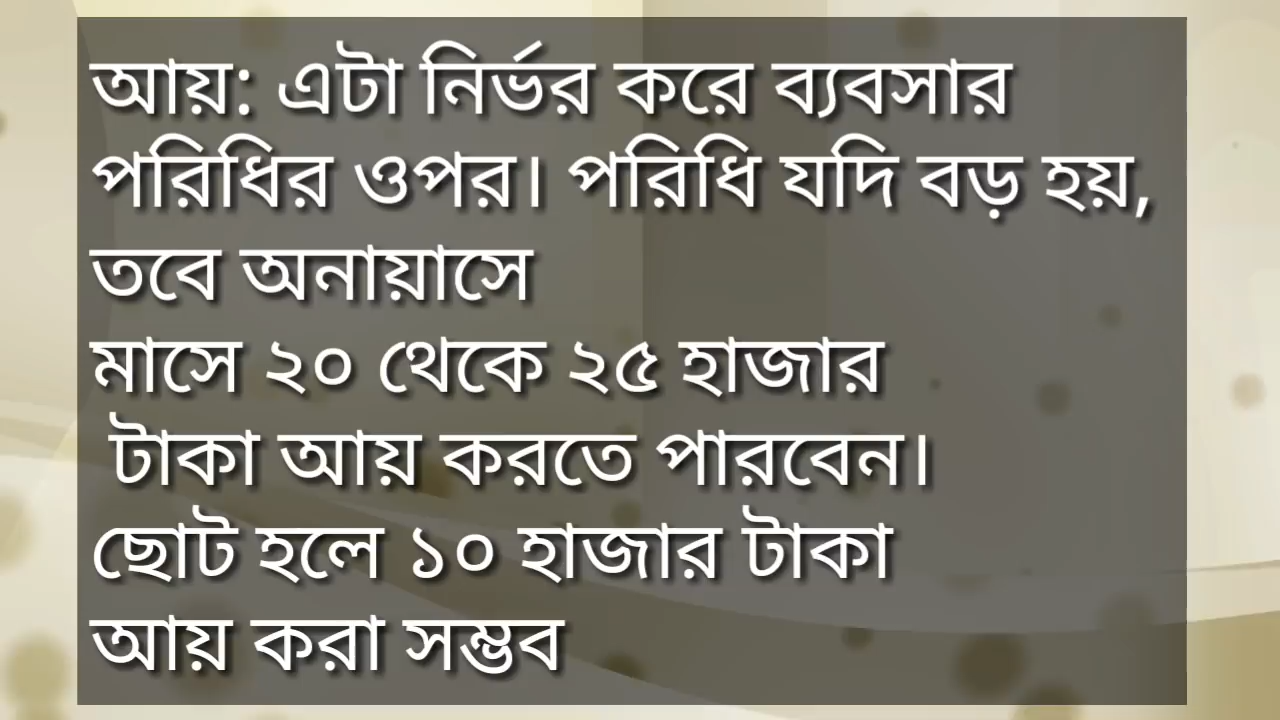 আয়: এটা নির্ভর করে ব্যবসার
পরিধির ওপর। পরিধি যদি বড় হয়,
তবে অনায়াসে
মাসে ২০ থেকে ২৫ হাজার
টাকা আয় করতে পারবেন।
ছোট হলে ১০ হাজার টাকা
আয় করা সম্ভব